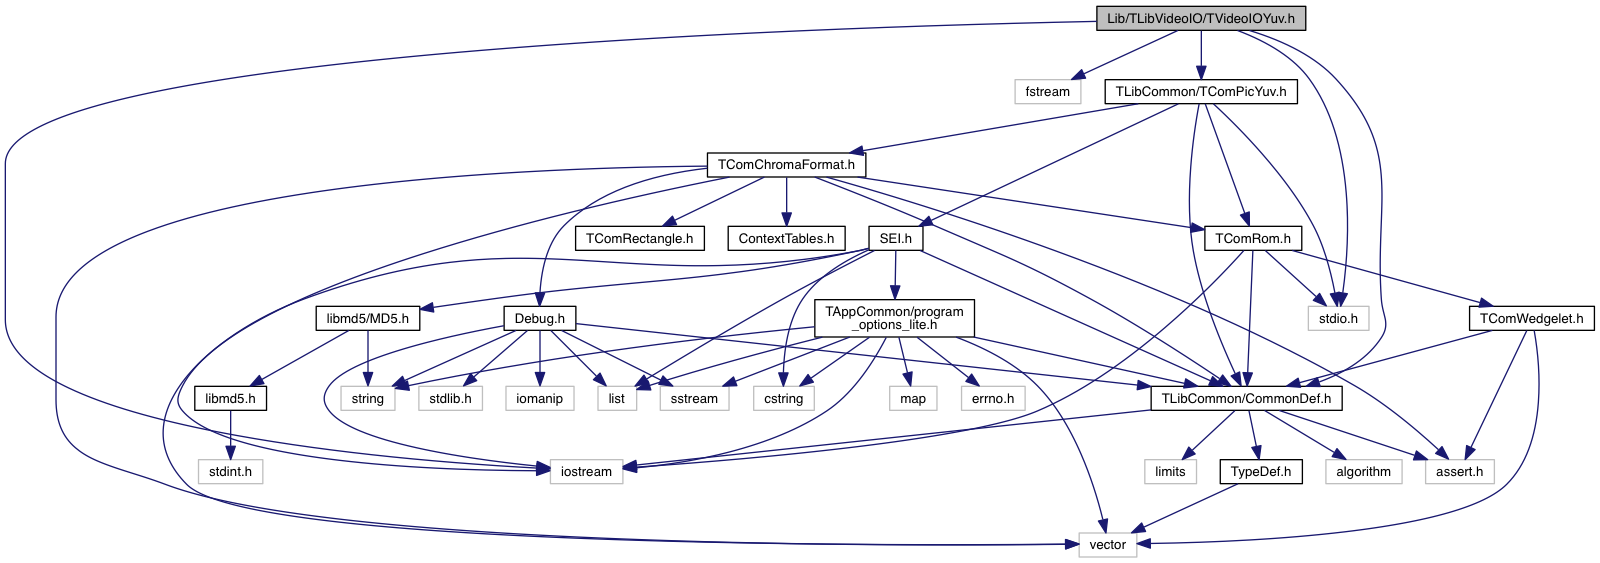 Lib/TLibVideoIO/TVideoIOYuv.h
fstream
TLibCommon/TComPicYuv.h
TComChromaFormat.h
TComRectangle.h
ContextTables.h
SEI.h
TComRom.h
libmd5/MD5.h
Debug.h
TAppCommon/program
_options_lite.h
stdio.h
TComWedgelet.h
libmd5.h
string
stdlib.h
iomanip
list
sstream
cstring
map
errno.h
TLibCommon/CommonDef.h
stdint.h
iostream
limits
TypeDef.h
algorithm
assert.h
vector